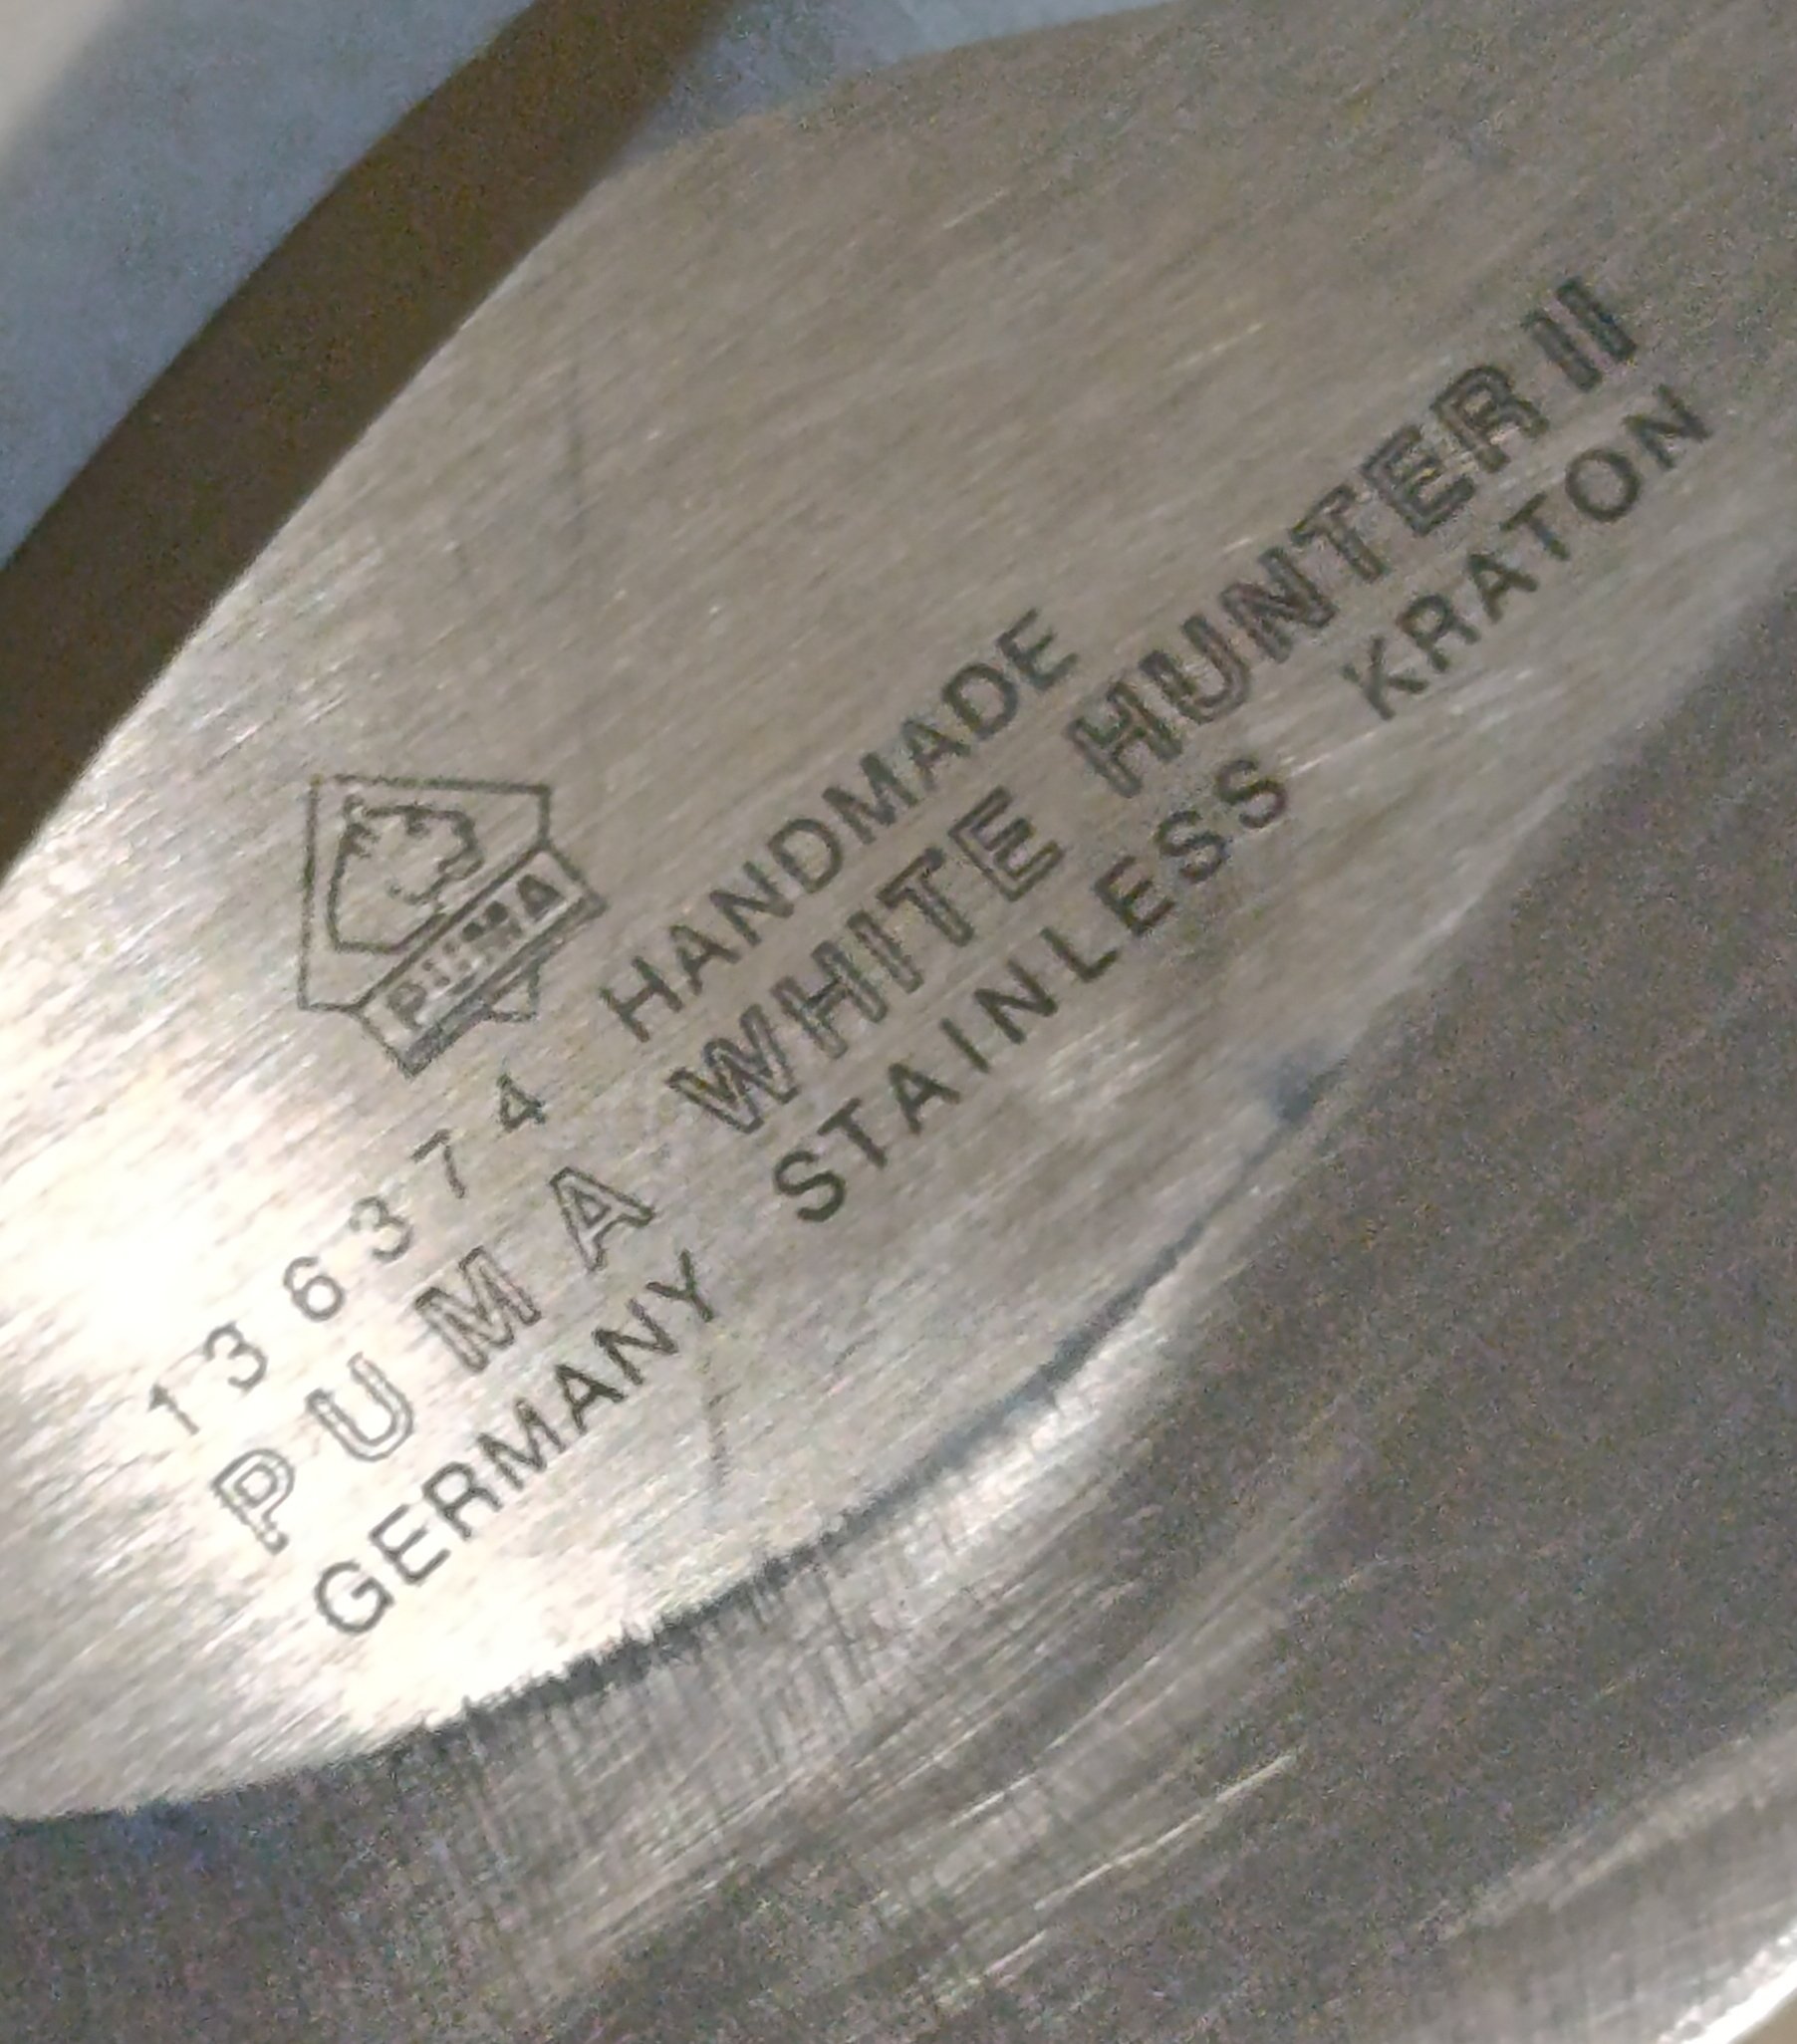 PUMA
136374 HANDMADE
PUMA WHITE HUNTER II
GERMANY STAINLESS KRATON